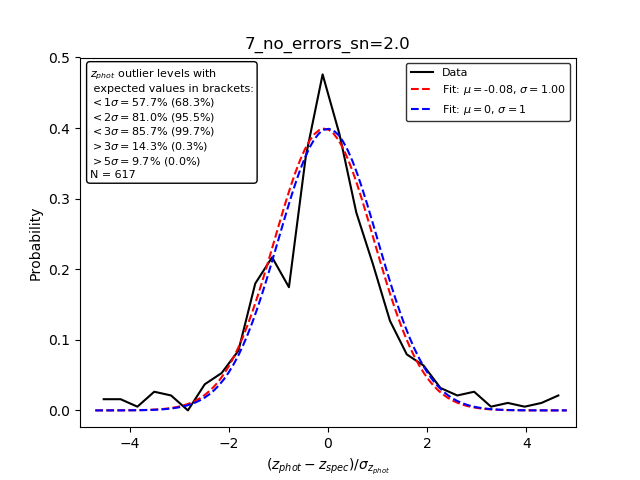 7_no_errors_sn=2.0
z_phot outlier levels with
expected values in brackets:
< 1σ = 57.7% (68.3%)
< 2σ = 81.0% (95.5%)
< 3σ = 85.7% (99.7%)
> 3σ = 14.3% (0.3%)
> 5σ = 9.7% (0.0%)
N = 617
Data
Fit: μ = -0.08, σ = 1.00
Fit: μ = 0, σ = 1
Probability
0.5
0.4
0.3
0.2
0.1
0.0
−4 −2 0 2 4
(z_phot − z_spec)/σ_z_phot